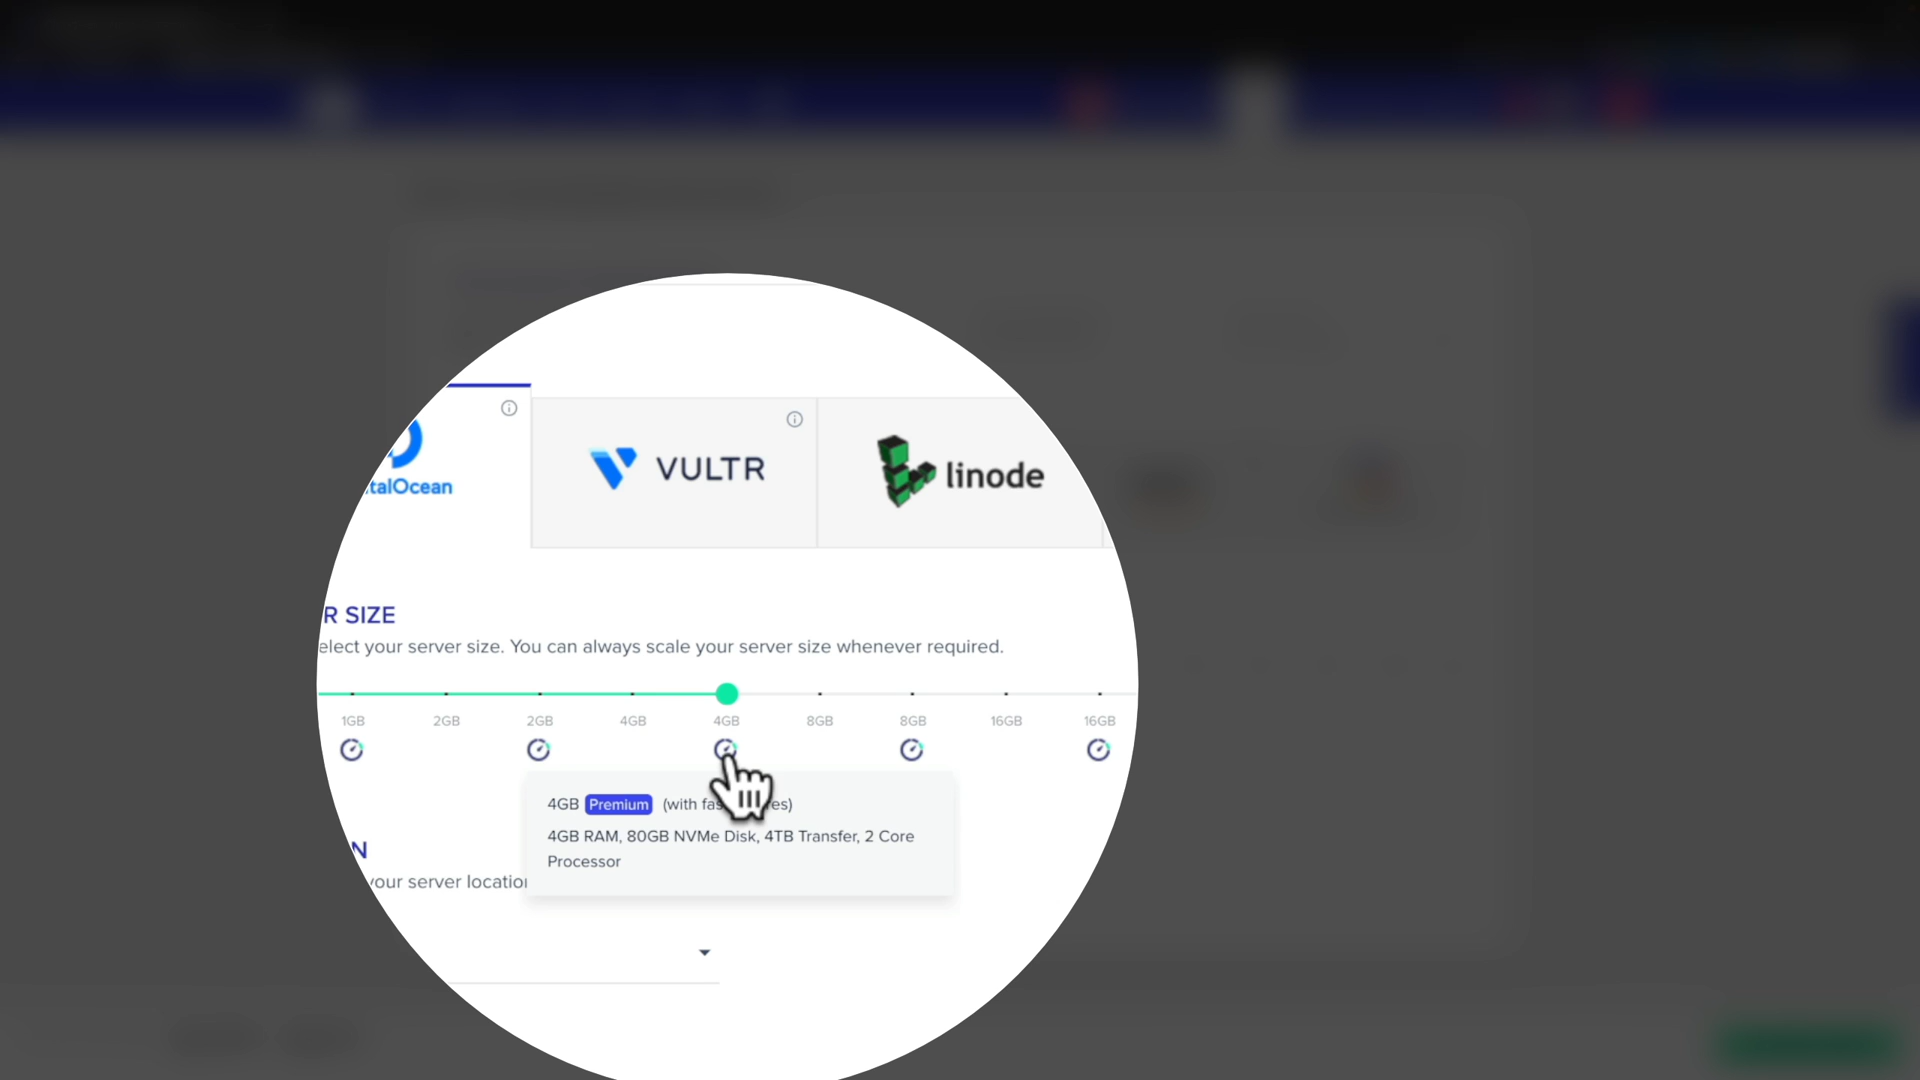 talOcean
VULTR
linode
R SIZE
elect your server size. You can always scale your server size whenever required.
1GB 2GB 2GB 4GB 4GB 8GB 8GB 16GB 16GB
4GB Premium (with fas res)
4GB RAM, 80GB NVMe Disk, 4TB Transfer, 2 Core
Processor
N
your server location